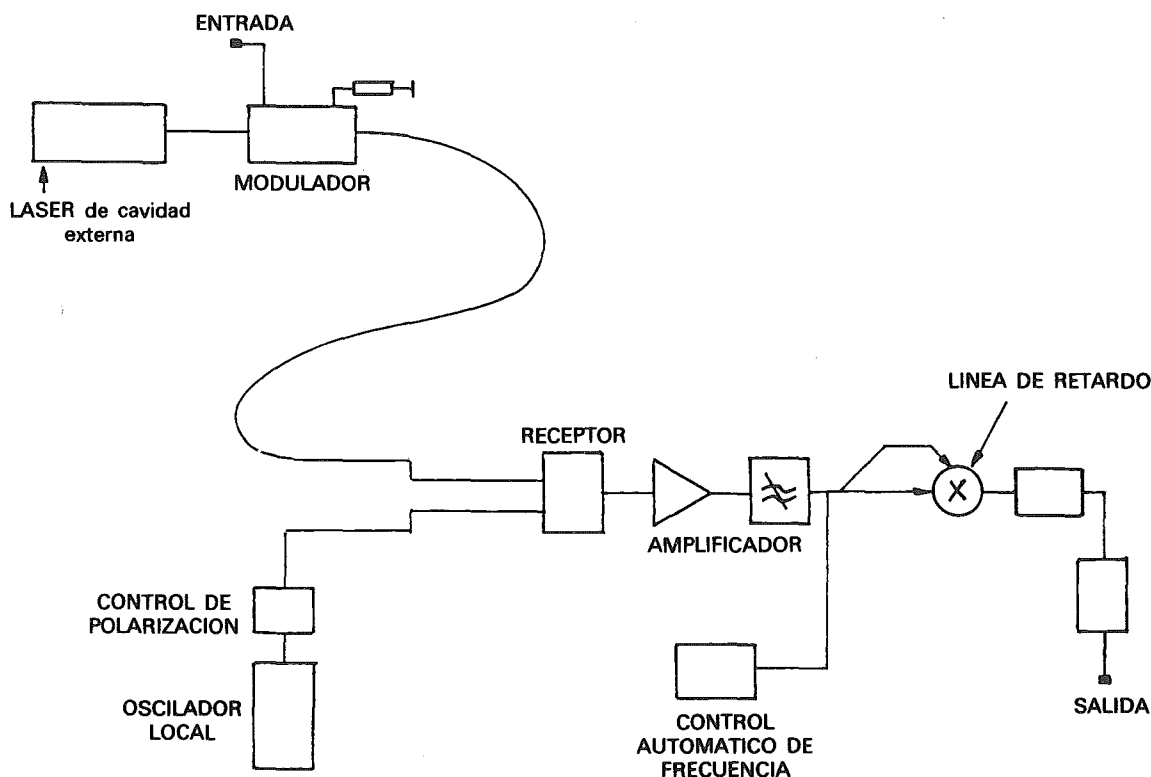 ENTRADA
MODULADOR
LASER de cavidad
externa
LINEA DE RETARDO
RECEPTOR
X
AMPLIFICADOR
CONTROL DE
POLARIZACION
OSCILADOR
LOCAL
CONTROL
AUTOMATICO DE
FRECUENCIA
SALIDA